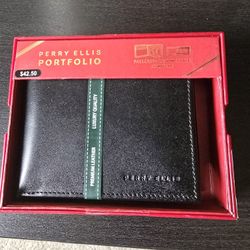 PERRY ELLIS
PORTFOLIO
$42.50
LUXURY QUALITY
PREMIUM LEATHER
PERRY ELLIS